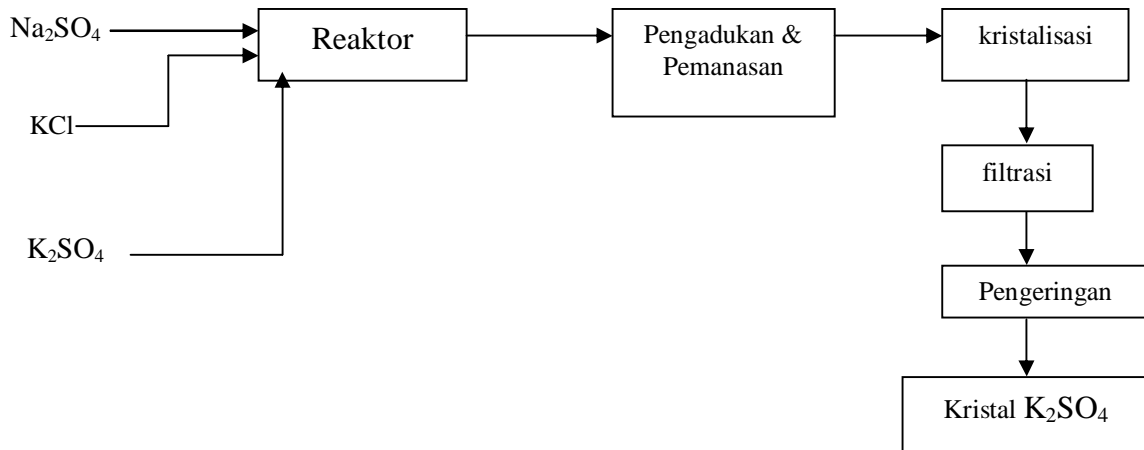 Na₂SO₄
Reaktor
Pengadukan &
Pemanasan
kristalisasi
KCl
filtrasi
K₂SO₄
Pengeringan
Kristal K₂SO₄